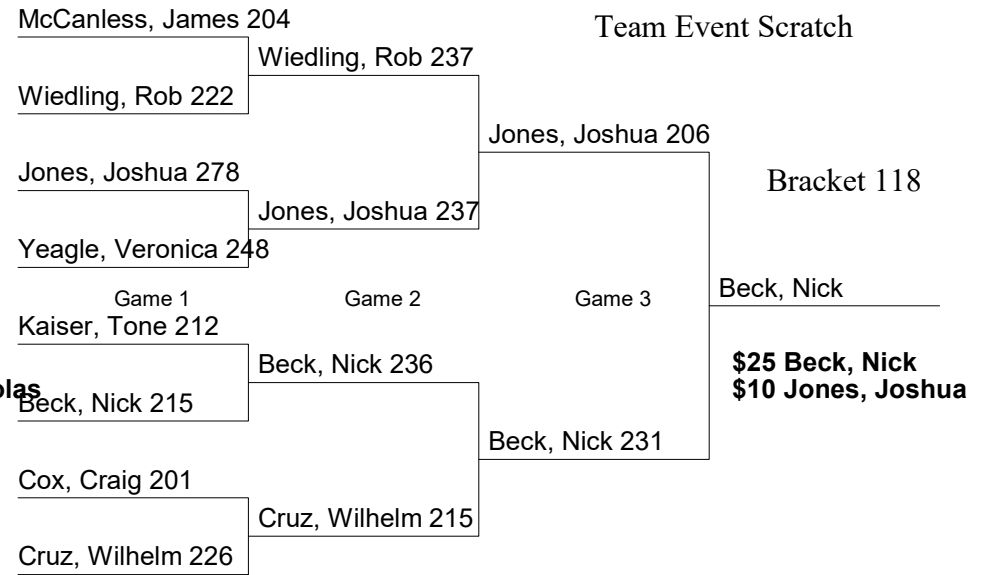 McCanless, James 204
Team Event Scratch
Wiedling, Rob 237
Wiedling, Rob 222
Jones, Joshua 206
Jones, Joshua 278
Bracket 118
Jones, Joshua 237
Yeagle, Veronica 248
Game 1
Game 2
Game 3
Beck, Nick
Kaiser, Tone 212
Beck, Nick 236
$25 Beck, Nick
$10 Jones, Joshua
Beck, Nick 215
Beck, Nick 231
Cox, Craig 201
Cruz, Wilhelm 215
Cruz, Wilhelm 226